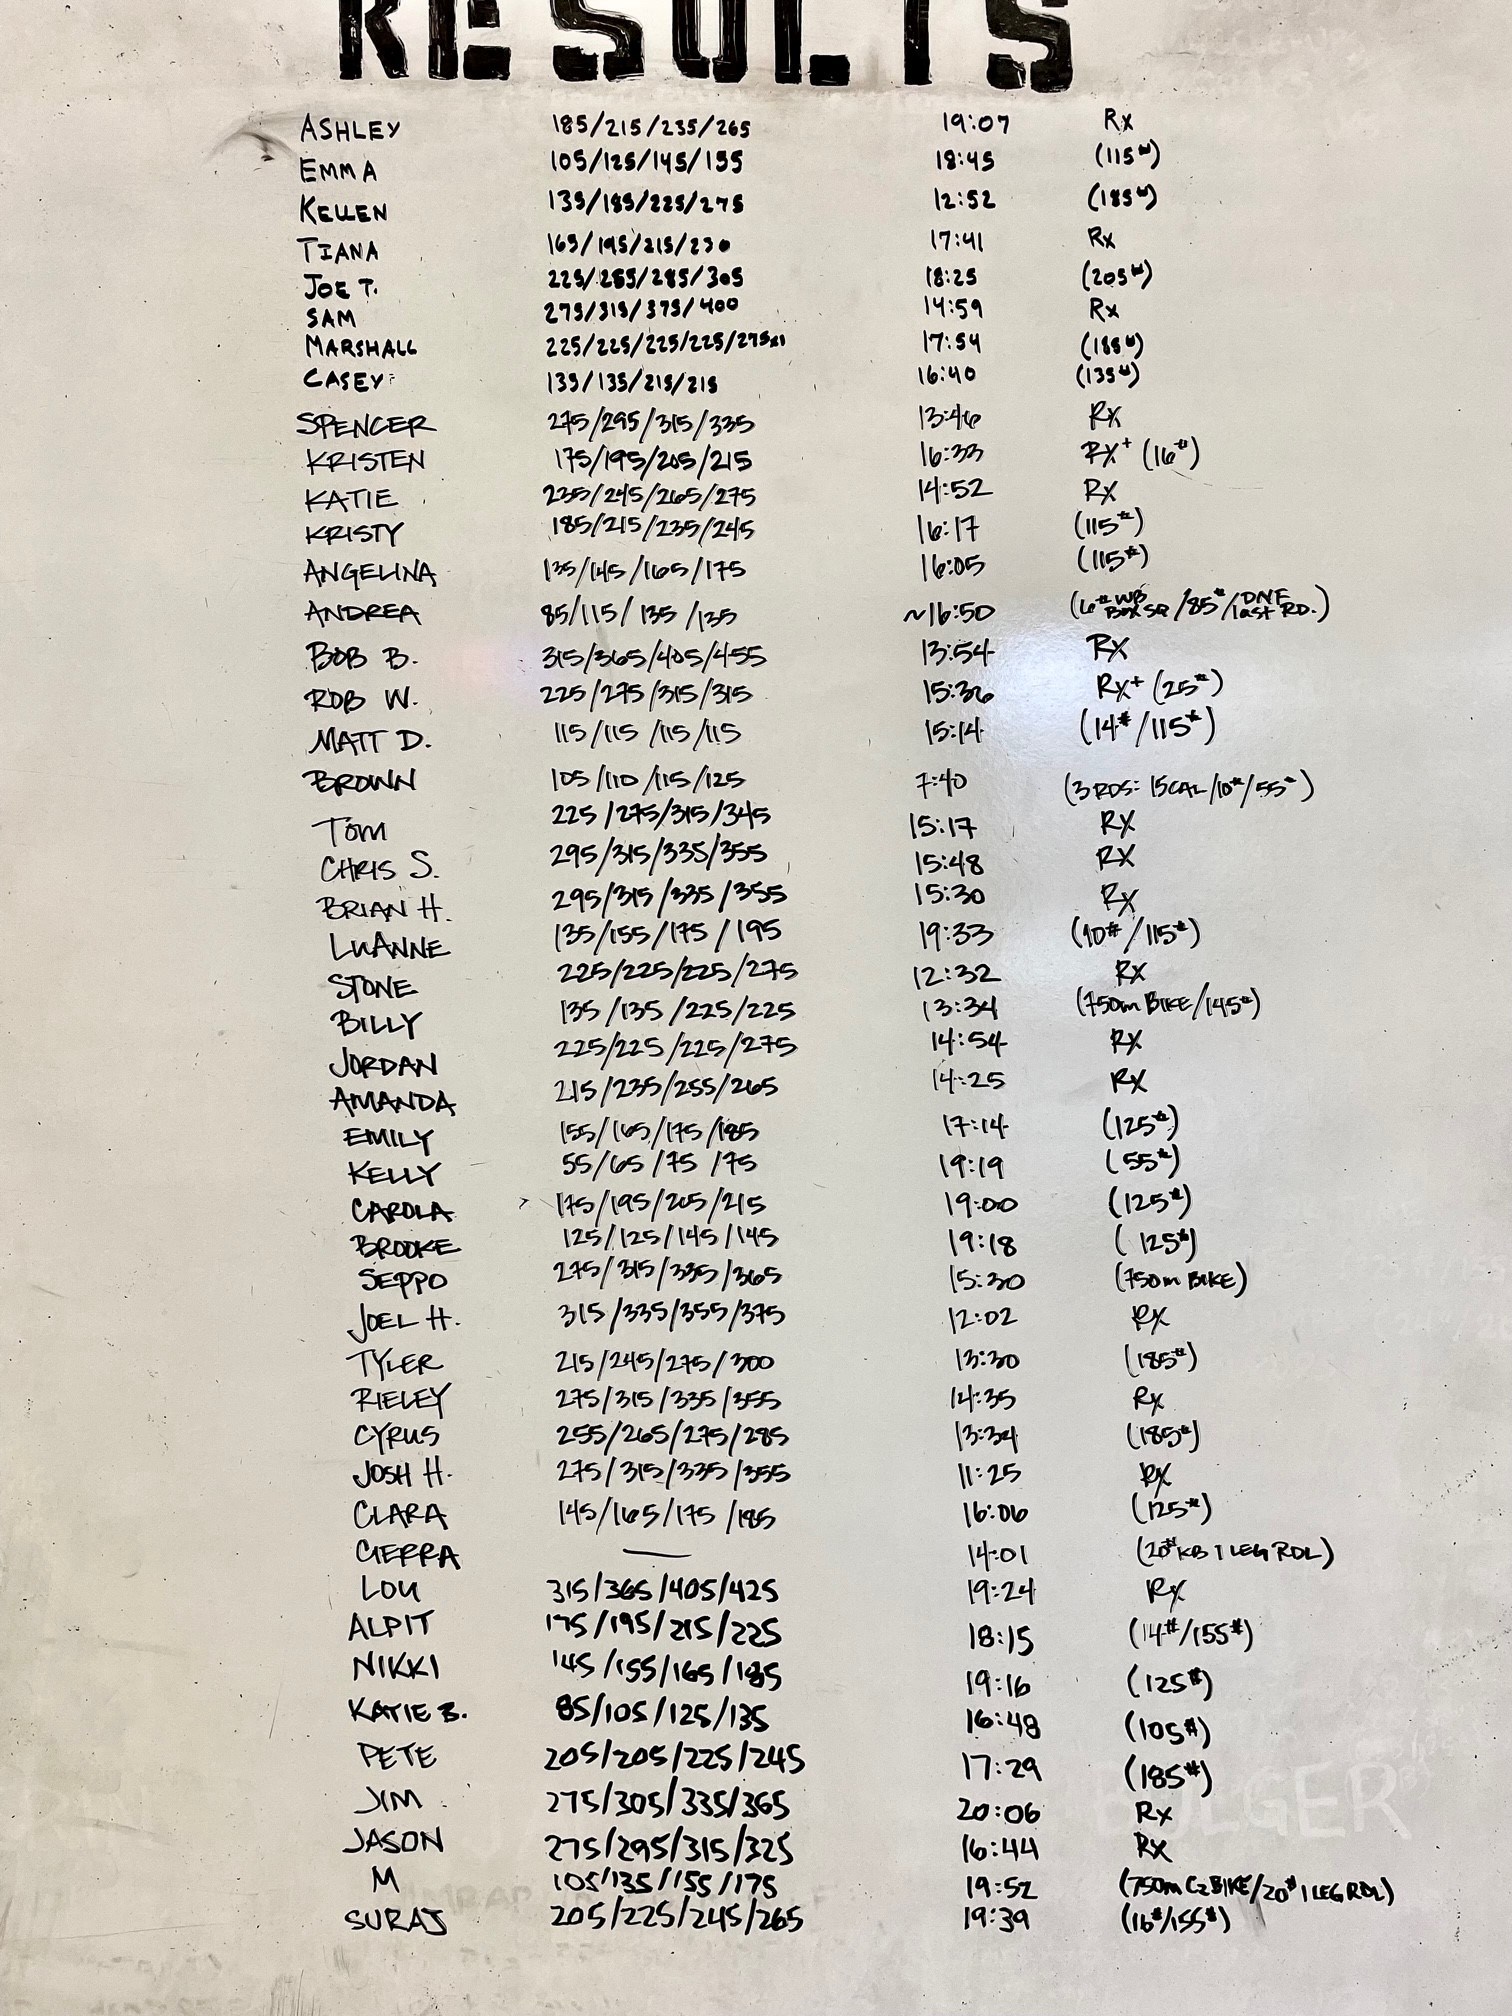 RESULTS
ASHLEY 185/215/235/265 19:07 Rx
EMMA 105/125/145/155 18:45 (115#)
KELLEN 135/185/225/275 12:52 (185#)
TIANA 165/195/215/230 17:41 Rx
JOE T. 225/255/285/305 18:25 (205#)
SAM 275/315/375/400 14:59 Rx
MARSHALL 225/225/225/225/275x1 17:54 (185#)
CASEY 135/135/215/215 16:40 (135#)
SPENCER 275/295/315/335 13:46 RX
KRISTEN 175/195/205/215 16:33 RX+ (16#)
KATIE 235/245/265/275 14:52 RX
KRISTY 185/215/235/245 16:17 (115#)
ANGELINA 135/145/165/175 16:05 (115#)
ANDREA 85/115/135/135 ~16:50 (6# WB BOX SQ/85#/DNF last RD.)
BOB B. 315/365/405/455 13:54 RX
ROB W. 225/275/315/315 15:36 RX+ (25#)
MATT D. 115/115/115/115 15:14 (14#/115#)
BROWN 105/110/115/125 7:40 (3 RDS: 15 CAL/10#/55#)
TOM 225/275/315/345 15:17 RX
CHRIS S. 295/315/335/355 15:48 RX
BRIAN H. 295/315/335/355 15:30 RX
LuANNE 135/155/175/195 19:33 (10#/115#)
STONE 225/225/225/275 12:32 RX
BILLY 135/135/225/225 13:34 (750m BIKE/145#)
JORDAN 225/225/225/275 14:54 RX
AMANDA 215/235/255/265 14:25 RX
EMILY 155/165/175/185 17:14 (125#)
KELLY 55/65/75/75 19:19 (55#)
CAROLA 175/195/205/215 19:00 (125#)
BROOKE 125/125/145/145 19:18 (125#)
SEPPO 275/315/335/365 15:30 (750m BIKE)
JOEL H. 315/335/355/375 12:02 RX
TYLER 215/245/275/300 13:30 (185#)
RIELEY 275/315/335/355 14:35 RX
CYRUS 255/265/275/285 13:34 (185#)
JOSH H. 275/315/335/355 11:25 RX
CLARA 145/165/175/185 16:06 (125#)
CIERRA — 14:01 (20# KB 1 LEG RDL)
LOU 315/365/405/425 19:24 RX
ALPIT 175/195/215/225 18:15 (14#/155#)
NIKKI 145/155/165/185 19:16 (125#)
KATIE B. 85/105/125/135 16:48 (105#)
PETE 205/205/225/245 17:29 (185#)
JIM 275/305/335/365 20:06 Rx
JASON 275/295/315/325 16:44 Rx
M 105/135/155/175 19:52 (750m C2 BIKE/20# 1 LEG RDL)
SURAJ 205/225/245/265 19:39 (16#/155#)